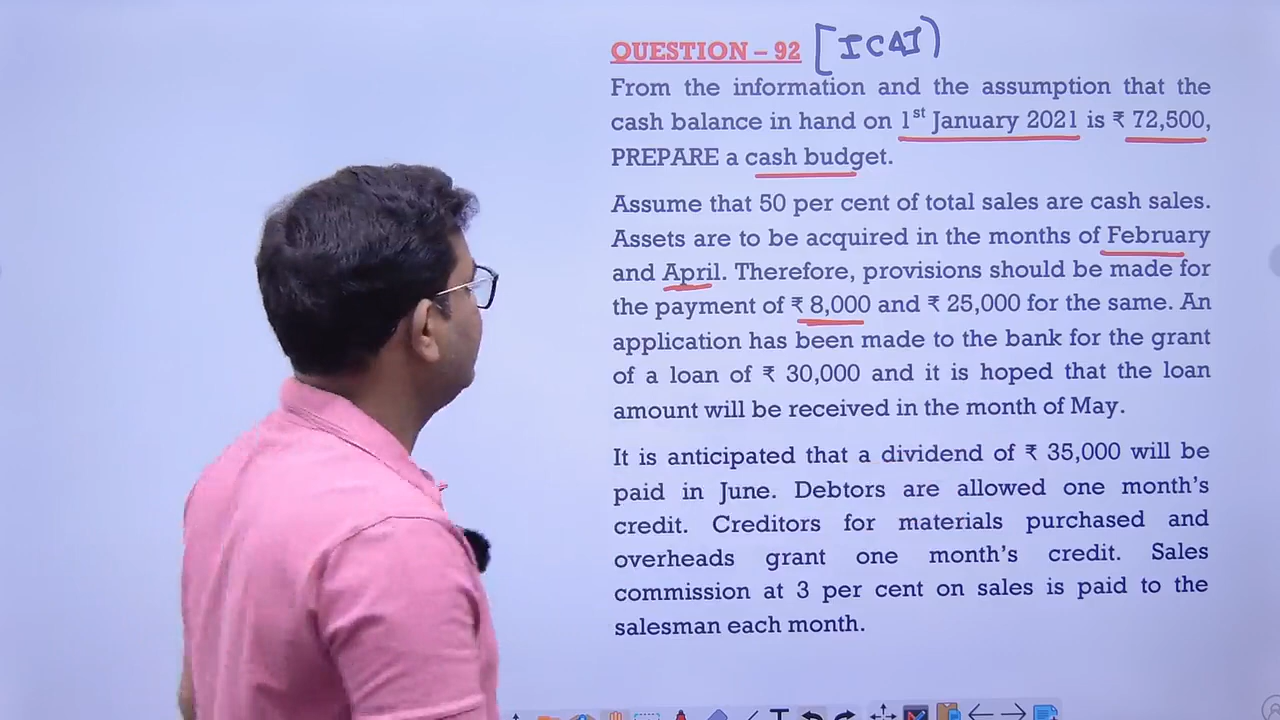 QUESTION – 92 [ICAI)
From the information and the assumption that the
cash balance in hand on 1st January 2021 is ₹ 72,500,
PREPARE a cash budget.
Assume that 50 per cent of total sales are cash sales.
Assets are to be acquired in the months of February
and April. Therefore, provisions should be made for
the payment of ₹ 8,000 and ₹ 25,000 for the same. An
application has been made to the bank for the grant
of a loan of ₹ 30,000 and it is hoped that the loan
amount will be received in the month of May.
It is anticipated that a dividend of ₹ 35,000 will be
paid in June. Debtors are allowed one month's
credit. Creditors for materials purchased and
overheads grant one month's credit. Sales
commission at 3 per cent on sales is paid to the
salesman each month.